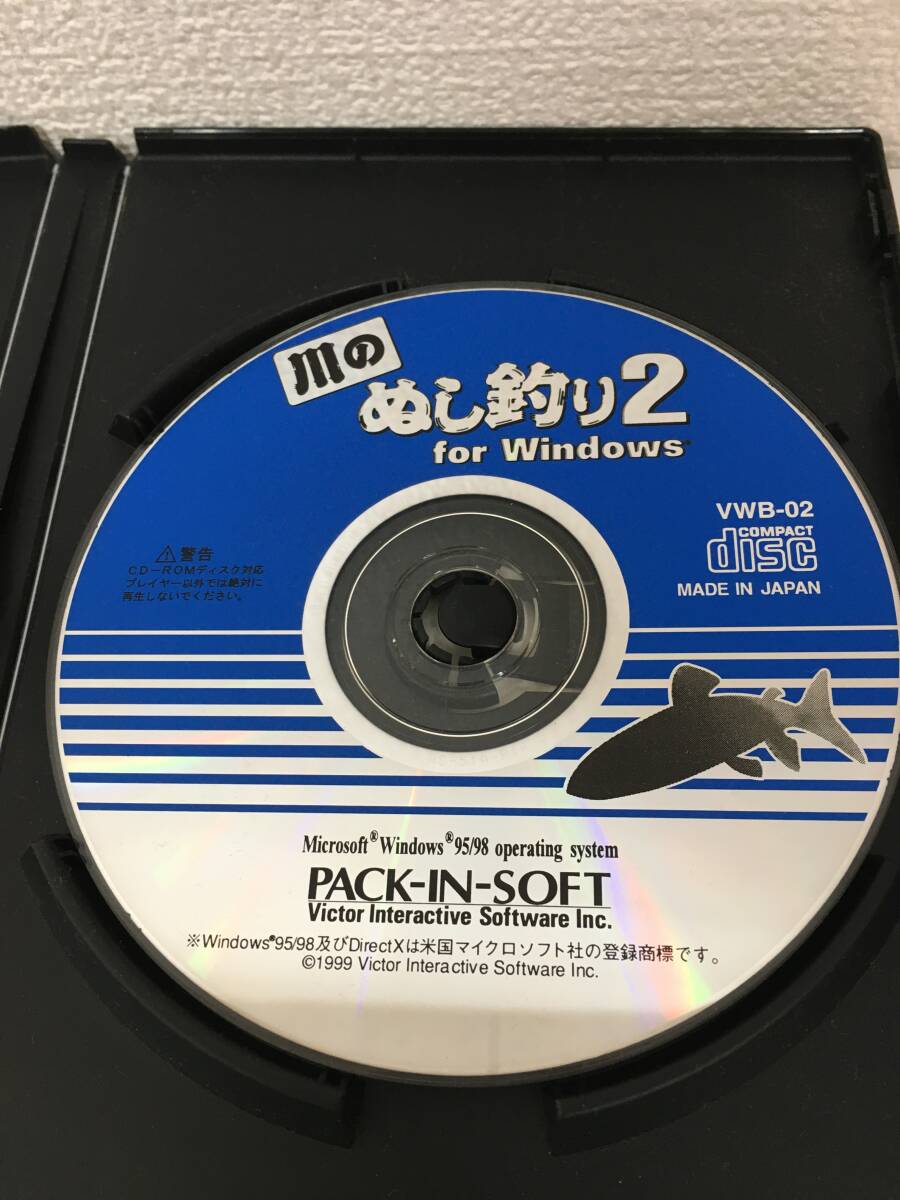 川の
ぬし釣り2
for Windows®
VWB-02
COMPACT
disc
MADE IN JAPAN
⚠警告
CD-ROMディスク対応
プレイヤー以外では絶対に
再生しないでください。
Microsoft® Windows® 95/98 operating system
PACK-IN-SOFT
Victor Interactive Software Inc.
※Windows®95/98及びDirectXは米国マイクロソフト社の登録商標です。
©1999 Victor Interactive Software Inc.